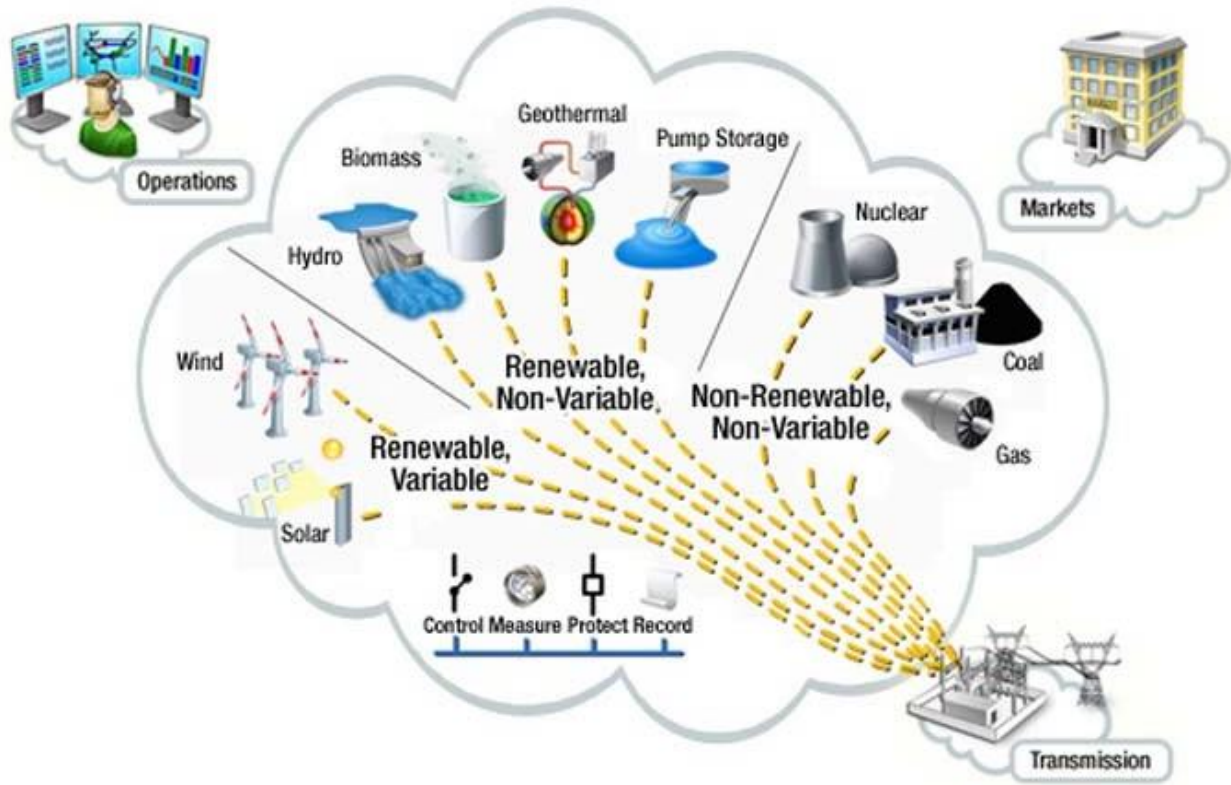 Operations
Markets
Geothermal
Biomass
Pump Storage
Hydro
Nuclear
Wind
Coal
Renewable,
Non-Variable
Non-Renewable,
Non-Variable
Renewable,
Variable
Gas
Solar
Control Measure Protect Record
Transmission